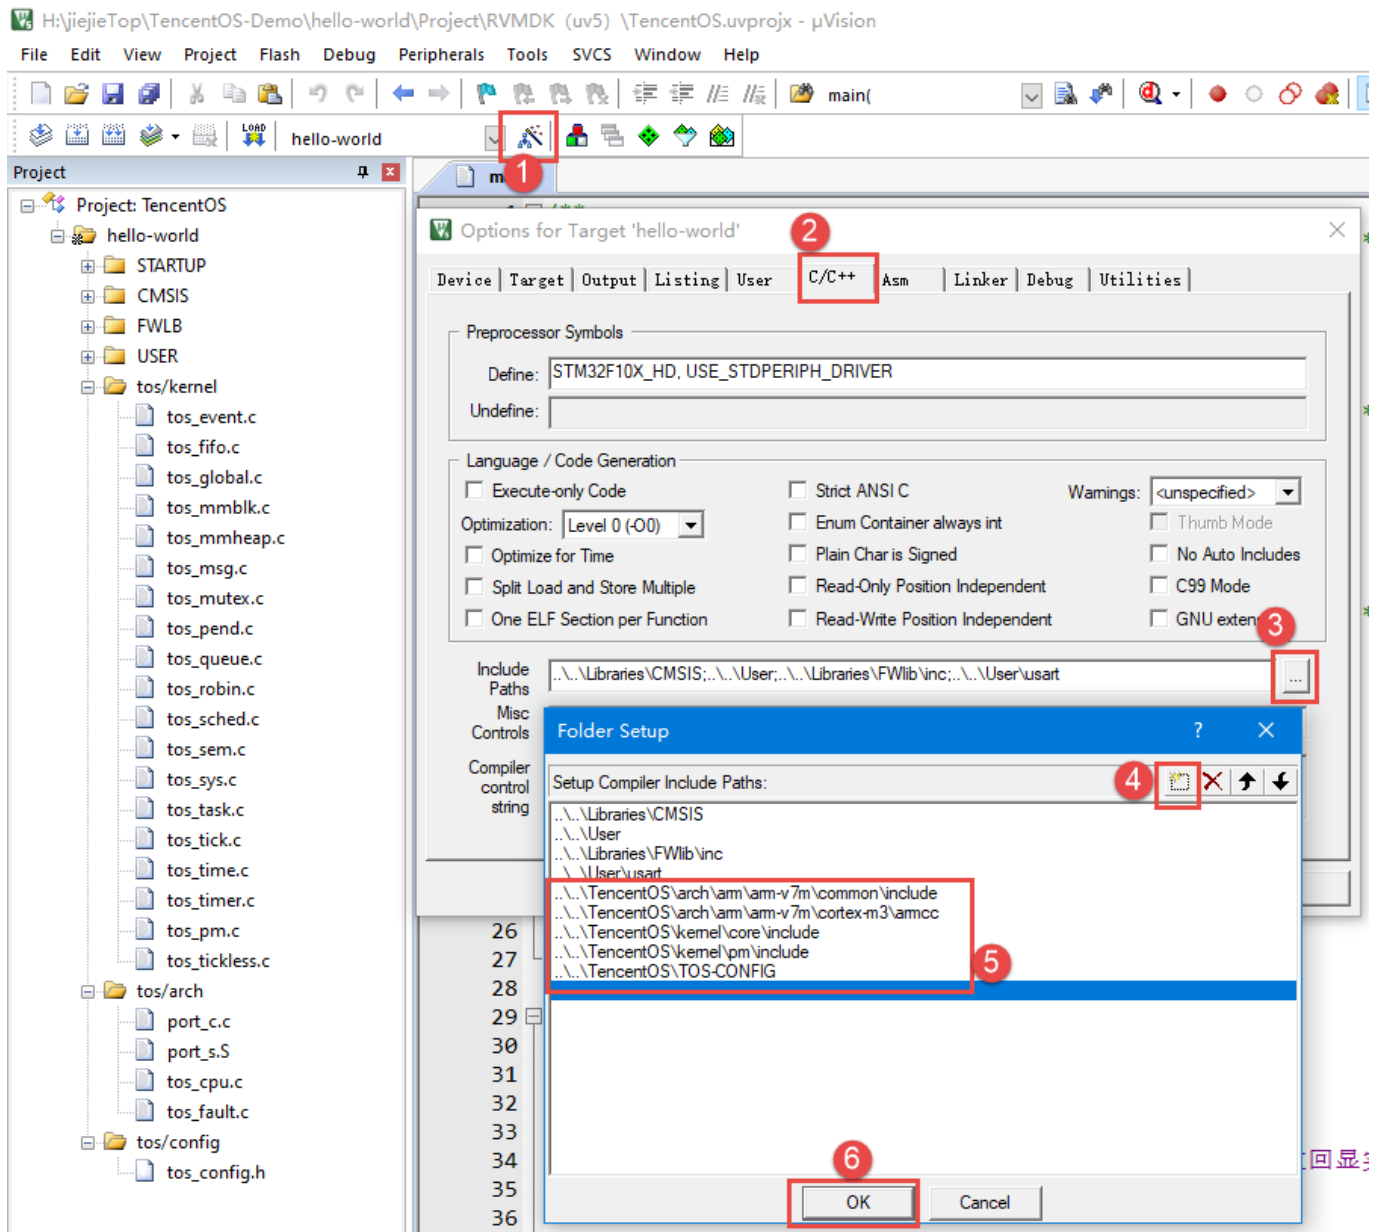 H:\jiejieTop\TencentOS-Demo\hello-world\Project\RVMDK (uv5) \TencentOS.uvprojx - µVision
File Edit View Project Flash Debug Peripherals Tools SVCS Window Help
main(
LOAD hello-world
1
Project
Project: TencentOS
hello-world
STARTUP
CMSIS
FWLB
USER
tos/kernel
tos_event.c
tos_fifo.c
tos_global.c
tos_mmblk.c
tos_mmheap.c
tos_msg.c
tos_mutex.c
tos_pend.c
tos_queue.c
tos_robin.c
tos_sched.c
tos_sem.c
tos_sys.c
tos_task.c
tos_tick.c
tos_time.c
tos_timer.c
tos_pm.c
tos_tickless.c
tos/arch
port_c.c
port_s.S
tos_cpu.c
tos_fault.c
tos/config
tos_config.h
Options for Target 'hello-world'
2
Device Target Output Listing User C/C++ Asm Linker Debug Utilities
Preprocessor Symbols
Define: STM32F10X_HD, USE_STDPERIPH_DRIVER
Undefine:
Language / Code Generation
Execute-only Code Strict ANSI C Warnings: <unspecified>
Optimization: Level 0 (-O0) Enum Container always int Thumb Mode
Optimize for Time Plain Char is Signed No Auto Includes
Split Load and Store Multiple Read-Only Position Independent C99 Mode
One ELF Section per Function Read-Write Position Independent GNU exten
3
Include Paths ..\..\Libraries\CMSIS;..\..\User;..\..\Libraries\FWlib\inc;..\..\User\usart ...
Misc Controls
Compiler control string
Folder Setup ?
Setup Compiler Include Paths: 4
..\..\Libraries\CMSIS
..\..\User
..\..\Libraries\FWlib\inc
..\..\User\usart
..\..\TencentOS\arch\arm\arm-v7m\common\include
..\..\TencentOS\arch\arm\arm-v7m\cortex-m3\armcc
..\..\TencentOS\kernel\core\include
..\..\TencentOS\kernel\pm\include
..\..\TencentOS\TOS-CONFIG
5
6
OK Cancel
26
27
28
29
30
31
32
33
34 回显
35
36